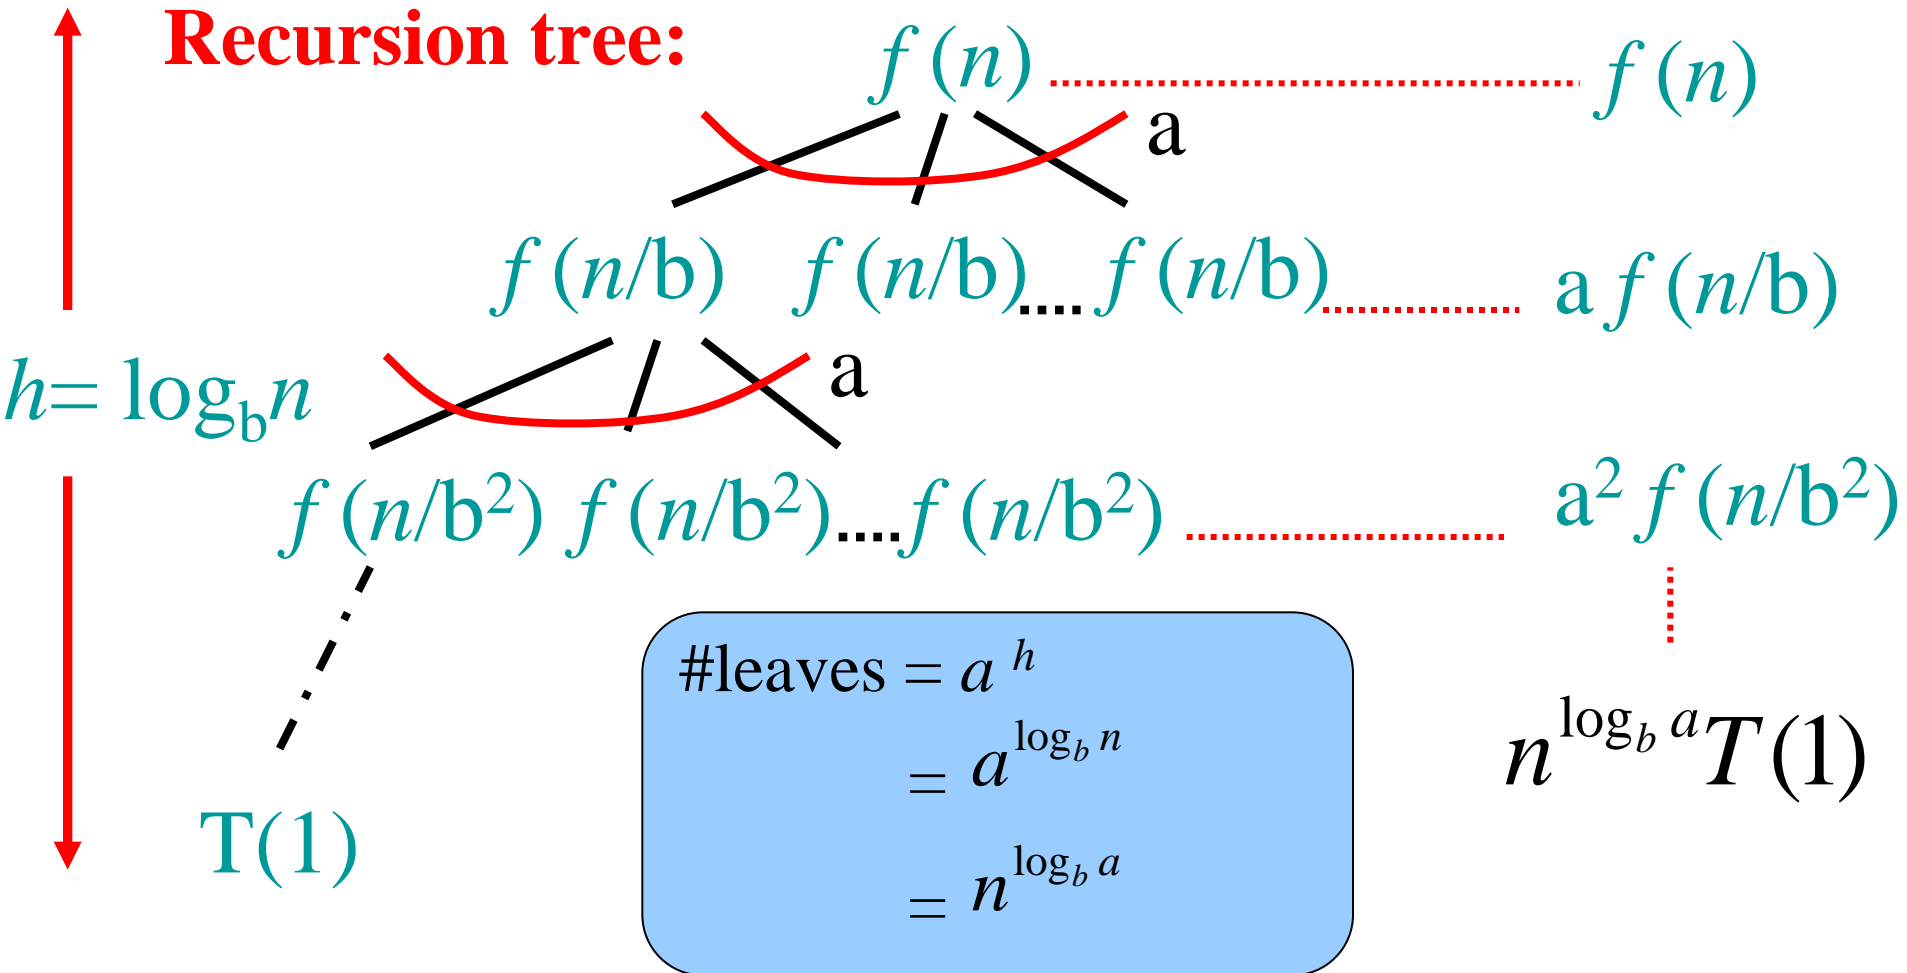 Recursion tree:
f (n) f (n)
a
f (n/b) f (n/b) .... f (n/b) a f (n/b)
a
h= log_b n
f (n/b²) f (n/b²) .... f (n/b²) a² f (n/b²)
#leaves = a^h
= a^{log_b n}
n^{log_b a} T(1)
T(1)
= n^{log_b a}